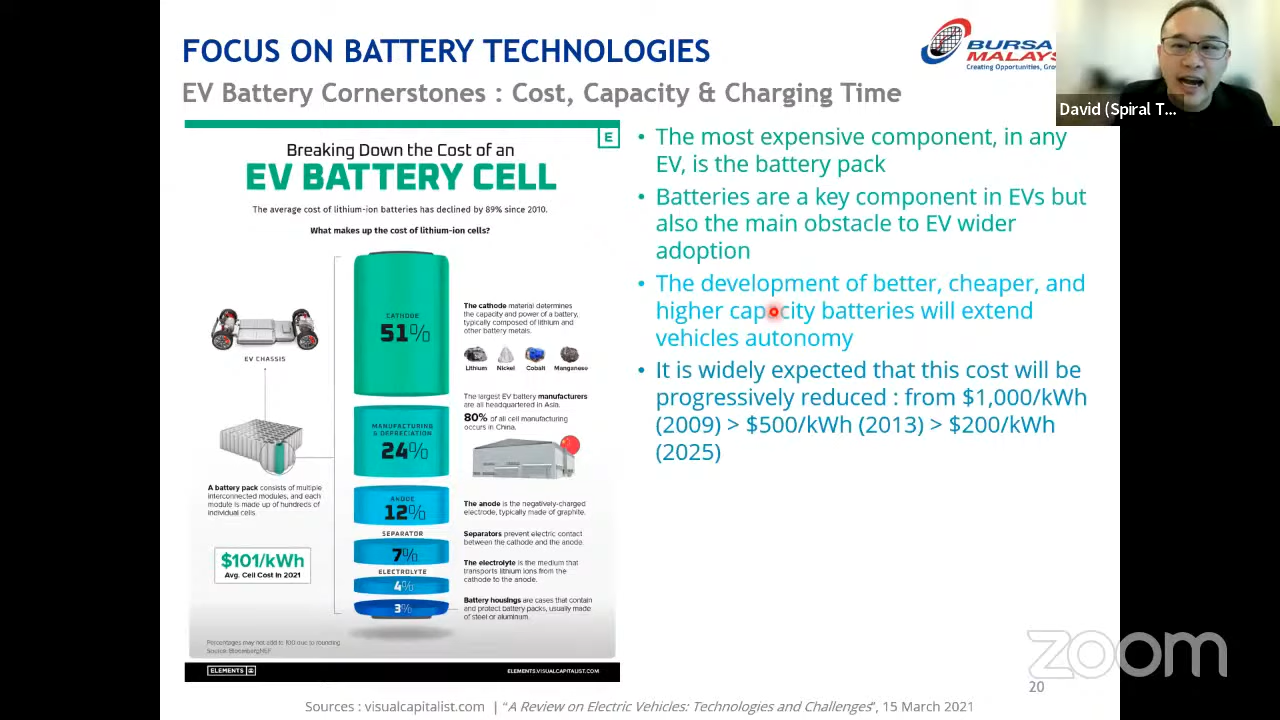 FOCUS ON BATTERY TECHNOLOGIES
EV Battery Cornerstones : Cost, Capacity & Charging Time
BURSA
MALAYS
Creating Opportunities, Grow
David (Spiral T...
E
Breaking Down the Cost of an
EV BATTERY CELL
The average cost of lithium-ion batteries has declined by 89% since 2010.
What makes up the cost of lithium-ion cells?
EV CHASSIS
A battery pack consists of multiple
interconnected modules, and each
module is made up of hundreds of
individual cells.
$101/kWh
Avg. Cell Cost in 2021
CATHODE
51%
MANUFACTURING
& DEPRECIATION
24%
ANODE
12%
SEPARATOR
7%
ELECTROLYTE
4%
3%
The cathode material determines
the capacity and power of a battery,
typically composed of lithium and
other battery metals.
Lithium Nickel Cobalt Manganese
The largest EV battery manufacturers
are all headquartered in Asia.
80% of all cell manufacturing
occurs in China.
The anode is the negatively-charged
electrode, typically made of graphite.
Separators prevent electric contact
between the cathode and the anode.
The electrolyte is the medium that
transports lithium ions from the
cathode to the anode.
Battery housings are cases that contain
and protect battery packs, usually made
of steel or aluminum.
Percentages may not add to 100 due to rounding
Source: BloombergNEF
ELEMENTS
ELEMENTS.VISUALCAPITALIST.COM
• The most expensive component, in any
EV, is the battery pack
• Batteries are a key component in EVs but
also the main obstacle to EV wider
adoption
• The development of better, cheaper, and
higher capacity batteries will extend
vehicles autonomy
• It is widely expected that this cost will be
progressively reduced : from $1,000/kWh
(2009) > $500/kWh (2013) > $200/kWh
(2025)
zoom
20
Sources : visualcapitalist.com | “A Review on Electric Vehicles: Technologies and Challenges”, 15 March 2021